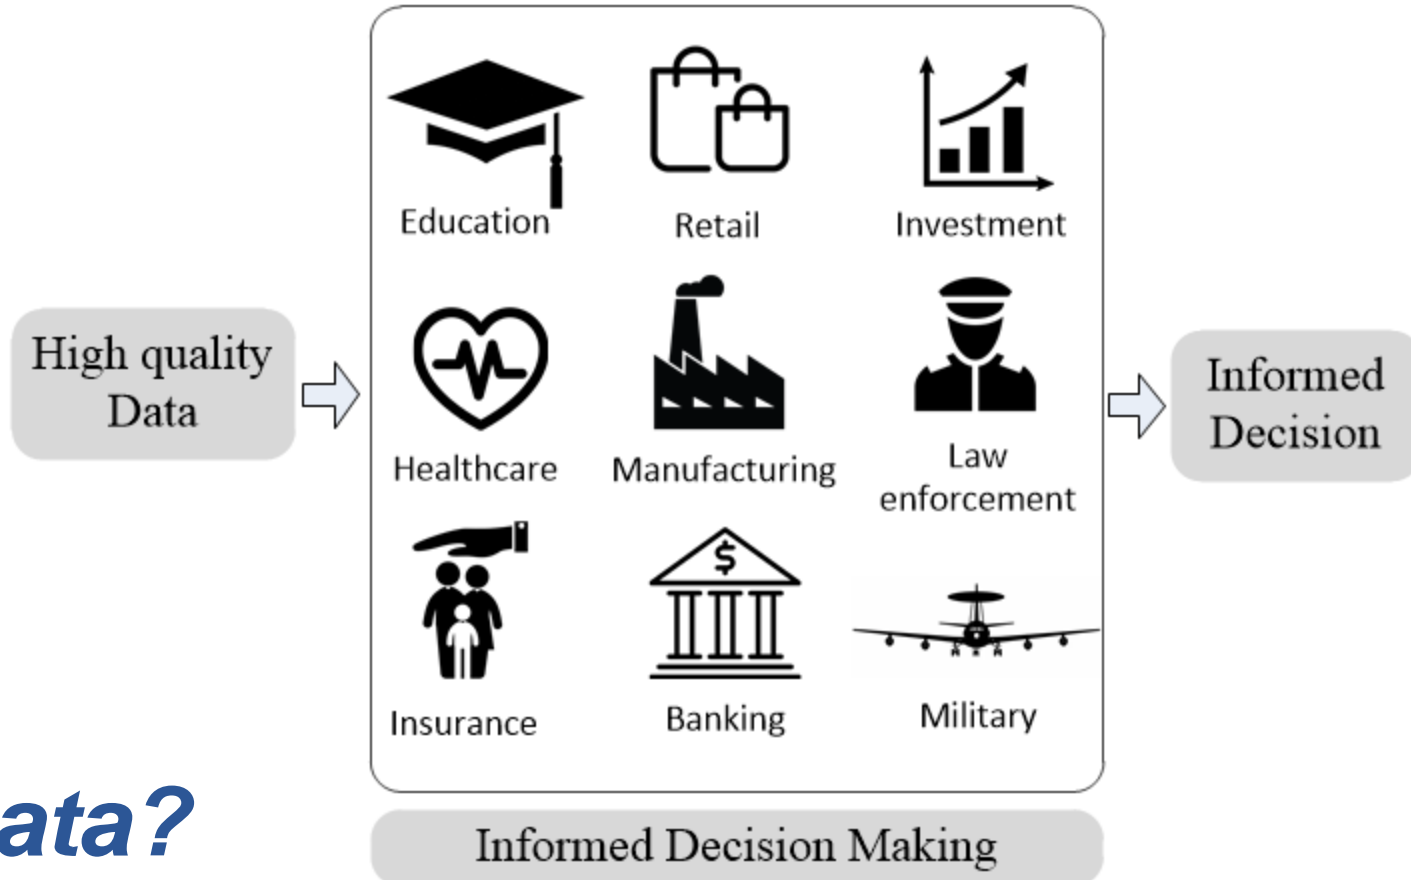 High quality
Data
Education
Retail
Investment
Healthcare
Manufacturing
Law
enforcement
$
Insurance
Banking
Military
Informed
Decision
ata?
Informed Decision Making